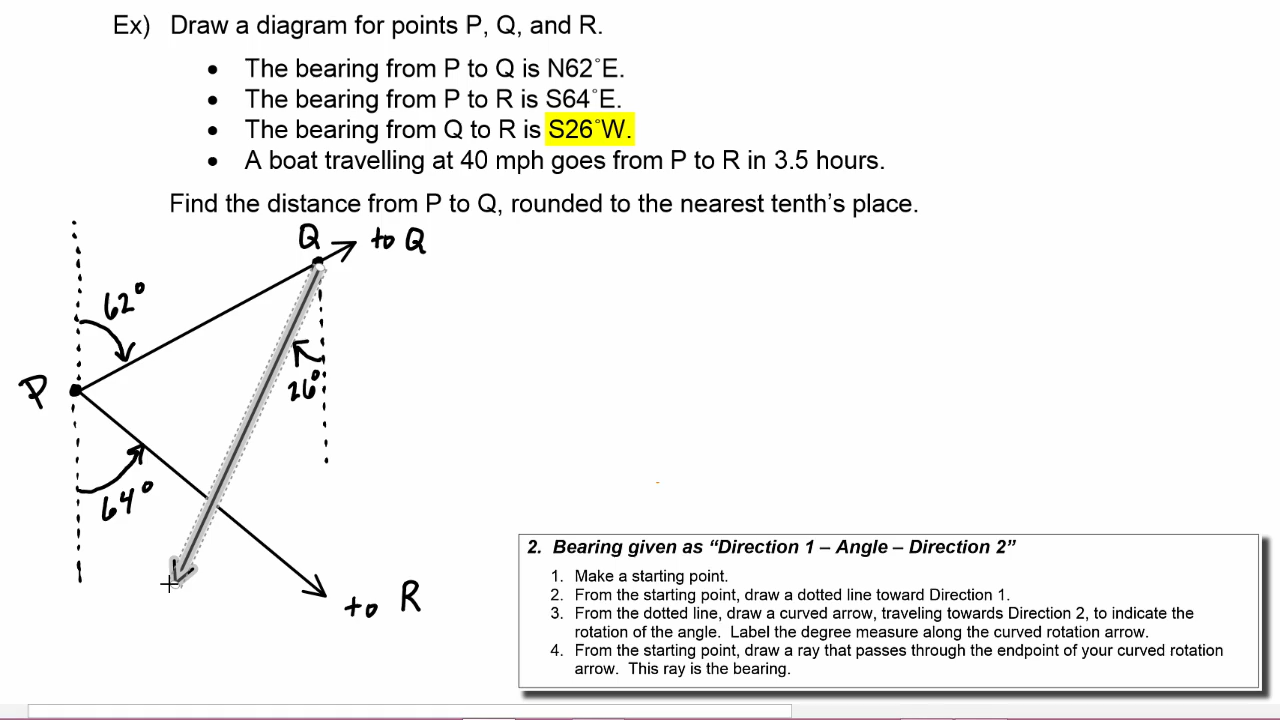 Ex) Draw a diagram for points P, Q, and R.
• The bearing from P to Q is N62°E.
• The bearing from P to R is S64°E.
• The bearing from Q to R is S26°W.
• A boat travelling at 40 mph goes from P to R in 3.5 hours.
Find the distance from P to Q, rounded to the nearest tenth's place.
Q to Q
62°
26°
P
64°
to R
2. Bearing given as “Direction 1 – Angle – Direction 2”
1. Make a starting point.
2. From the starting point, draw a dotted line toward Direction 1.
3. From the dotted line, draw a curved arrow, traveling towards Direction 2, to indicate the
rotation of the angle. Label the degree measure along the curved rotation arrow.
4. From the starting point, draw a ray that passes through the endpoint of your curved rotation
arrow. This ray is the bearing.